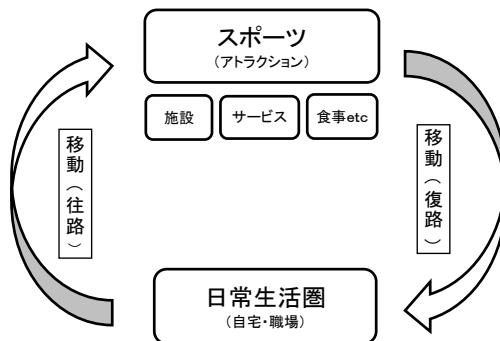 スポーツ
（アトラクション）
施設
サービス
食事etc
移動（往路）
移動（復路）
日常生活圏
（自宅・職場）